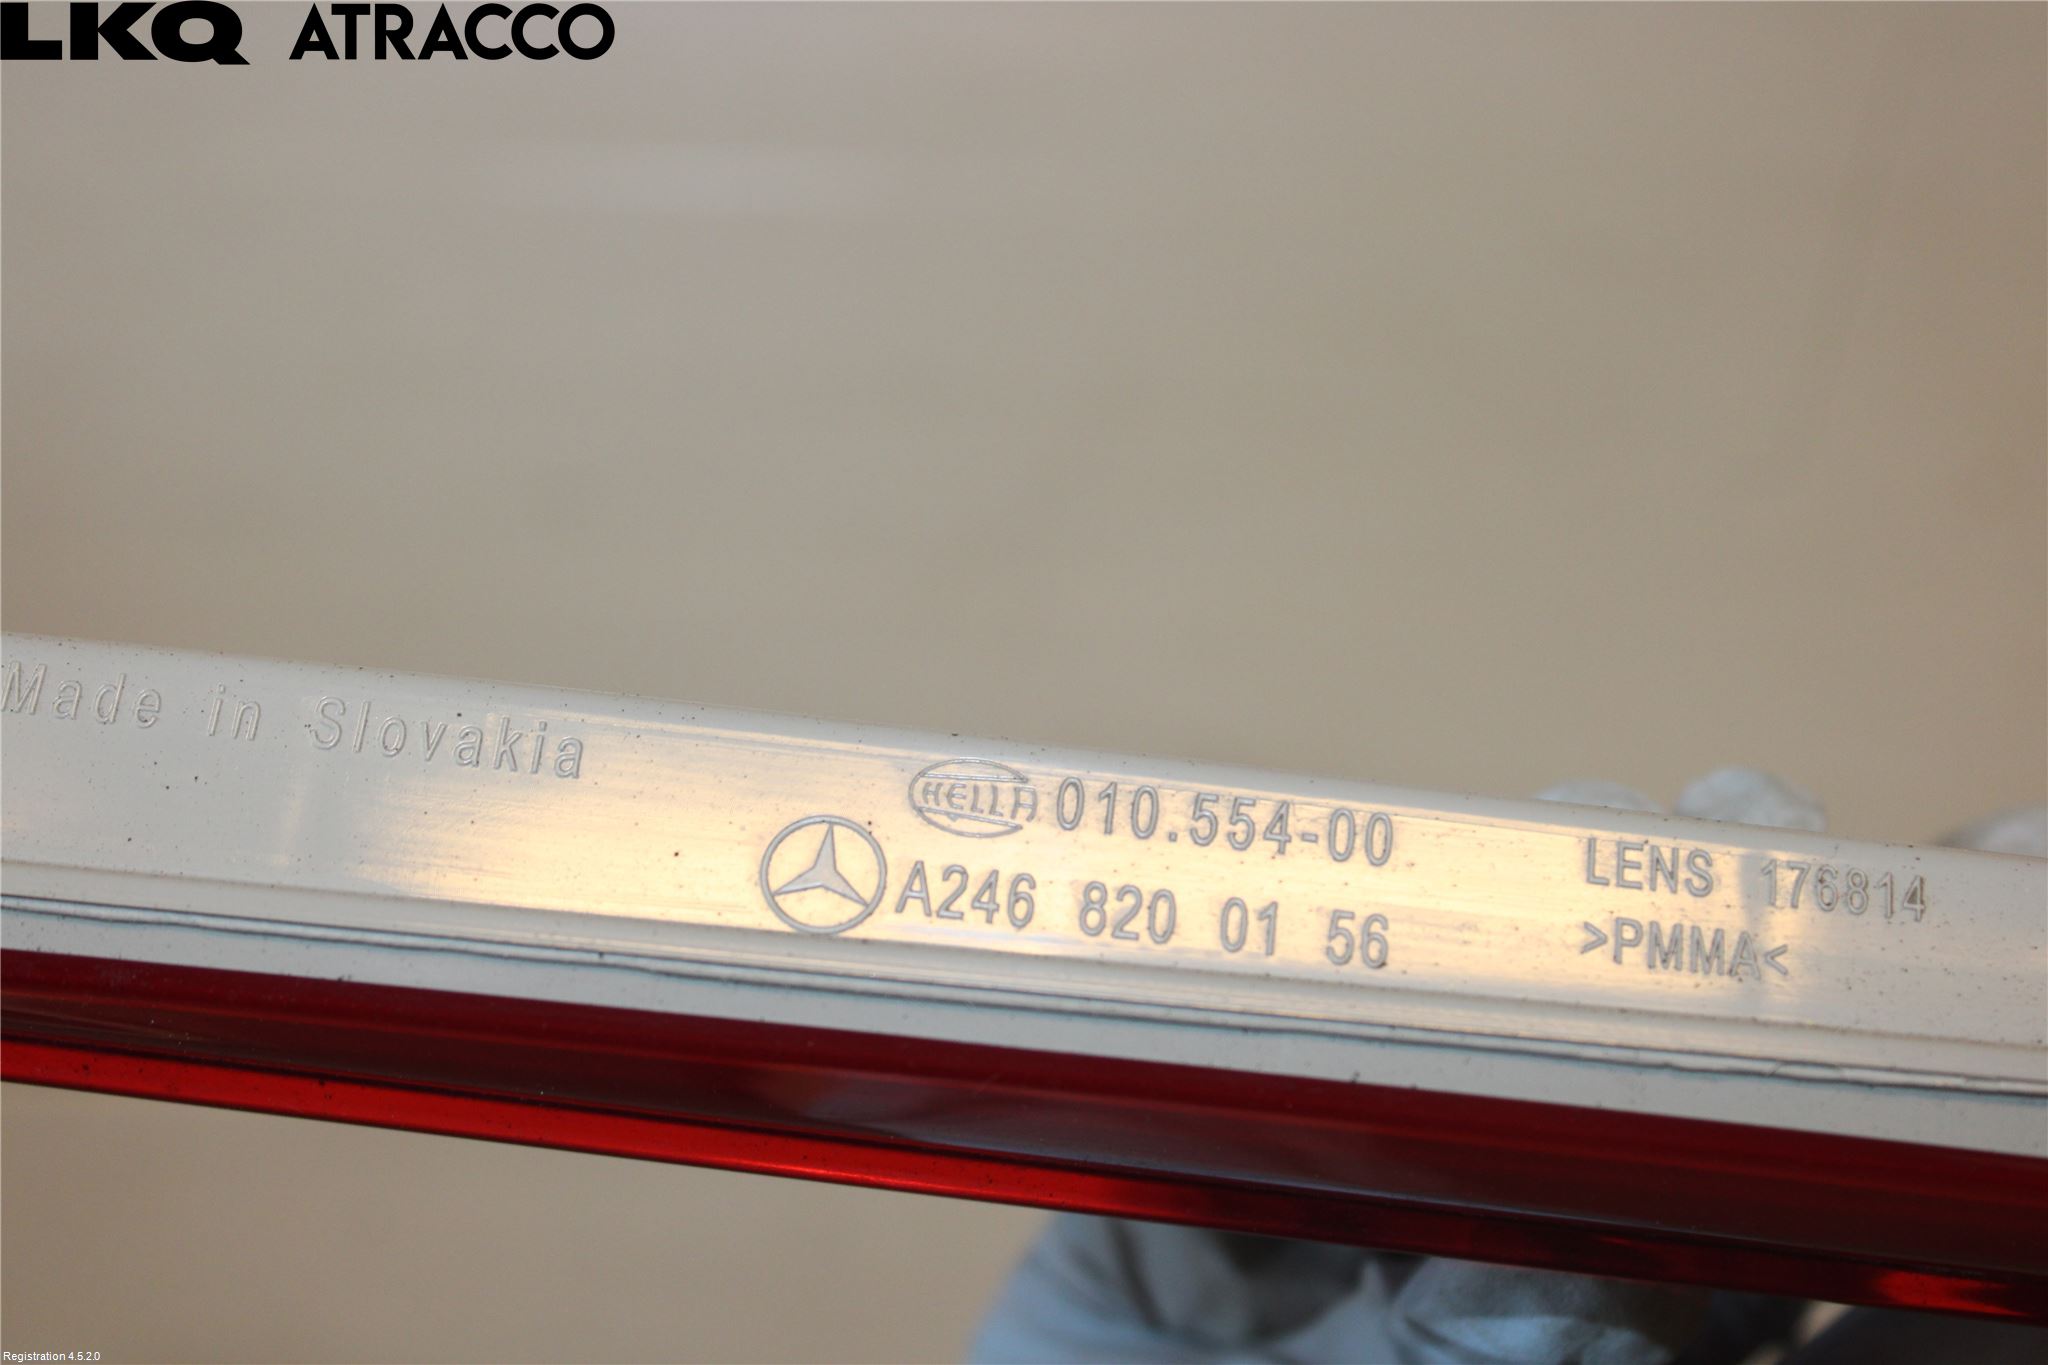 LKQ ATRACCO
Made in Slovakia
HELLA 010.554-00
A246 820 01 56
LENS 176814
>PMMA<
Registration 4.5.2.0